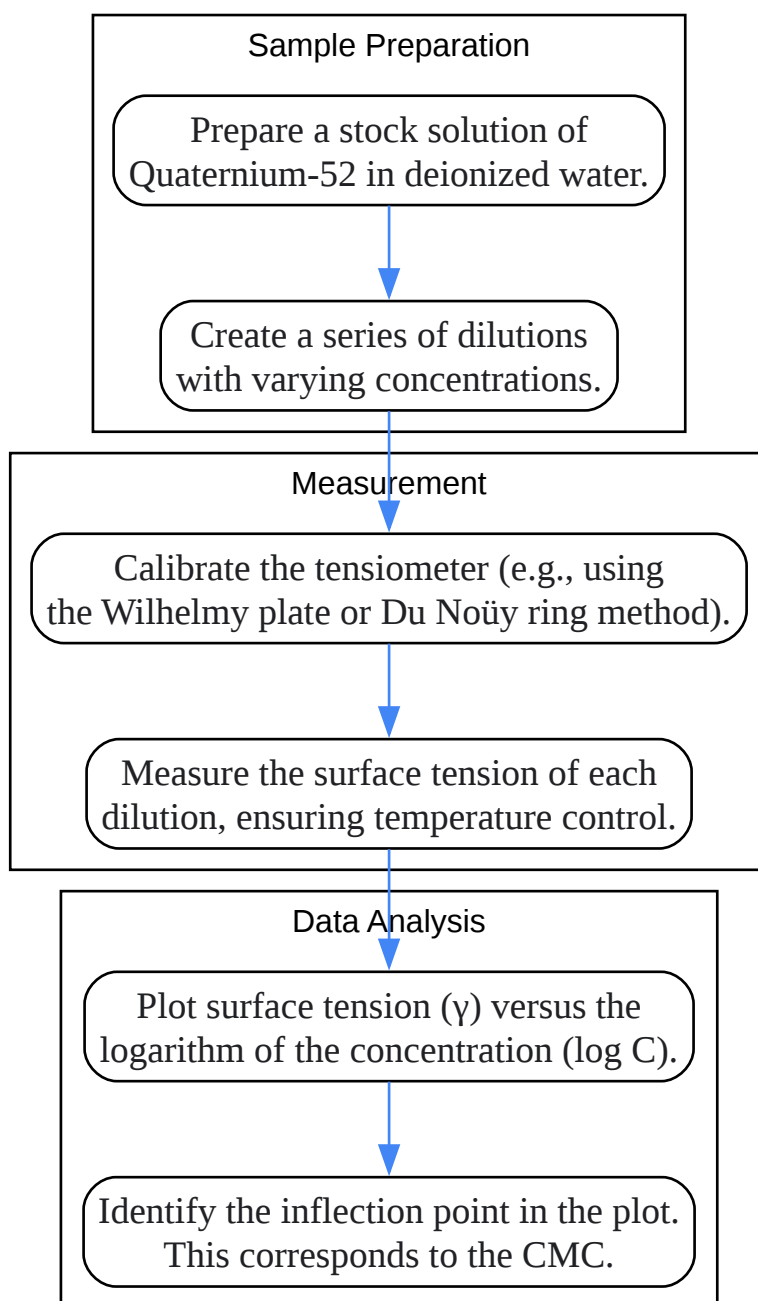 Sample Preparation
Prepare a stock solution of
Quaternium-52 in deionized water.
Create a series of dilutions
with varying concentrations.
Measurement
Calibrate the tensiometer (e.g., using
the Wilhelmy plate or Du Noüy ring method).
Measure the surface tension of each
dilution, ensuring temperature control.
Data Analysis
Plot surface tension (γ) versus the
logarithm of the concentration (log C).
Identify the inflection point in the plot.
This corresponds to the CMC.